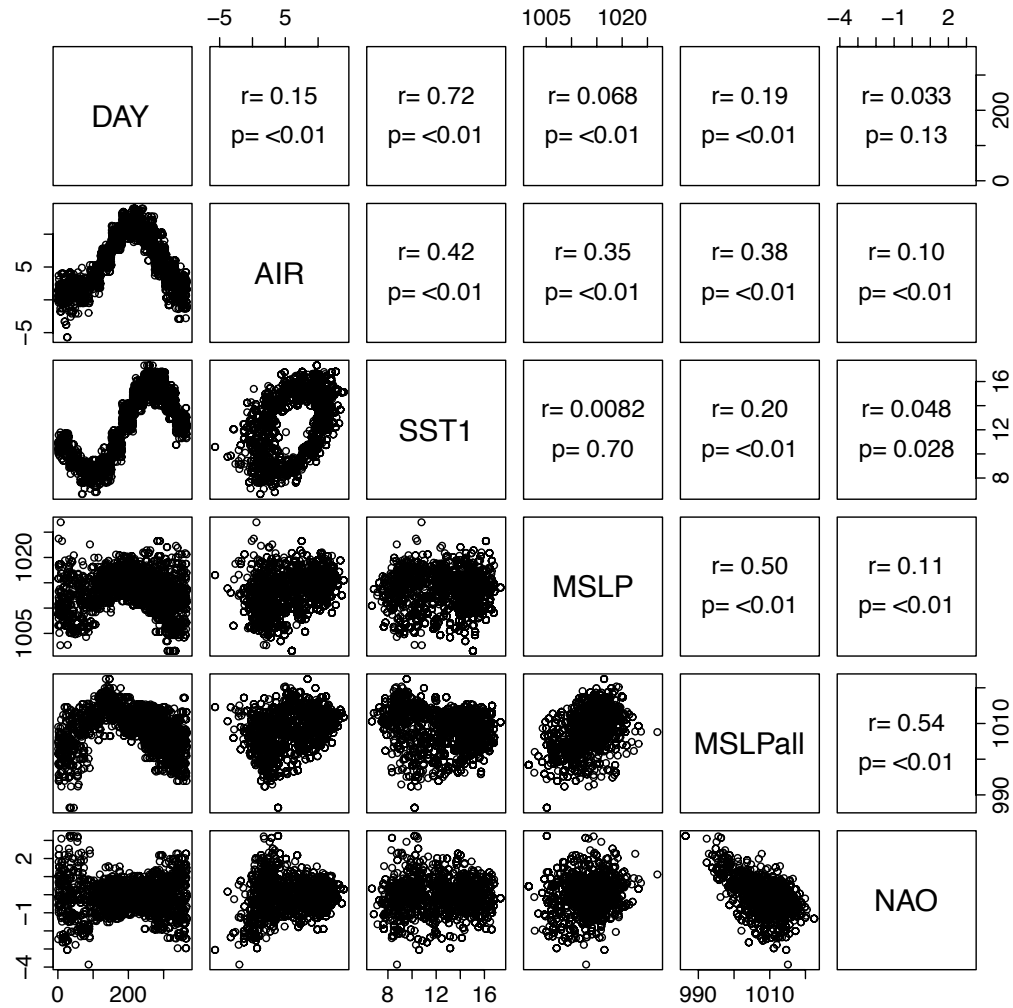 −5 5 1005 1020 −4 −1 2
DAY r= 0.15 r= 0.72 r= 0.068 r= 0.19 r= 0.033
p= <0.01 p= <0.01 p= <0.01 p= <0.01 p= 0.13
0 200
−5 5
AIR r= 0.42 r= 0.35 r= 0.38 r= 0.10
p= <0.01 p= <0.01 p= <0.01 p= <0.01
SST1 r= 0.0082 r= 0.20 r= 0.048
p= 0.70 p= <0.01 p= 0.028
8 12 16
1005 1020
MSLP r= 0.50 r= 0.11
p= <0.01 p= <0.01
MSLPall r= 0.54
p= <0.01
990 1010
−4 −1 2
NAO
0 200 8 12 16 990 1010